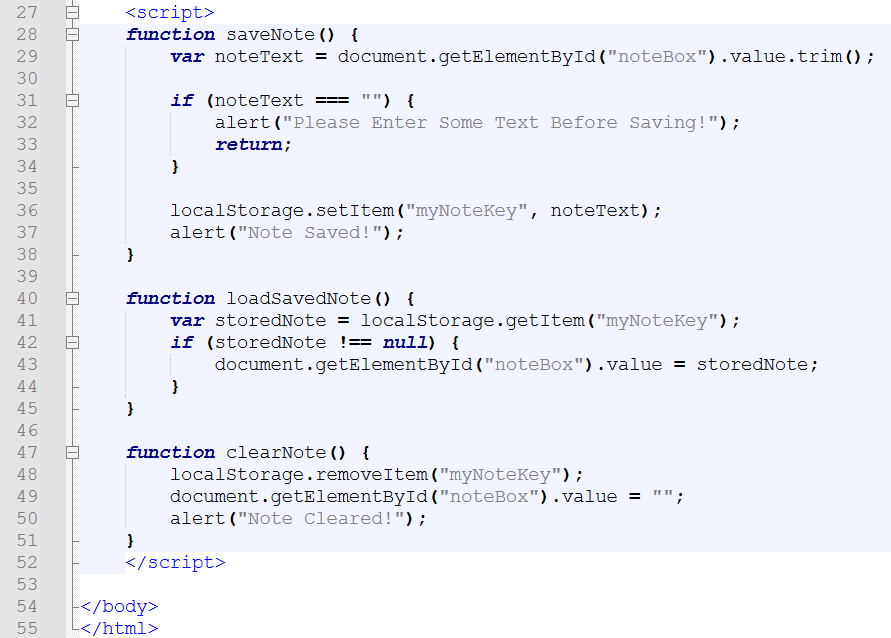 27 <script>
28 function saveNote() {
29 var noteText = document.getElementById("noteBox").value.trim();
30
31 if (noteText === "") {
32 alert("Please Enter Some Text Before Saving!");
33 return;
34 }
35
36 localStorage.setItem("myNoteKey", noteText);
37 alert("Note Saved!");
38 }
39
40 function loadSavedNote() {
41 var storedNote = localStorage.getItem("myNoteKey");
42 if (storedNote !== null) {
43 document.getElementById("noteBox").value = storedNote;
44 }
45 }
46
47 function clearNote() {
48 localStorage.removeItem("myNoteKey");
49 document.getElementById("noteBox").value = "";
50 alert("Note Cleared!");
51 }
52 </script>
53
54 </body>
55 </html>